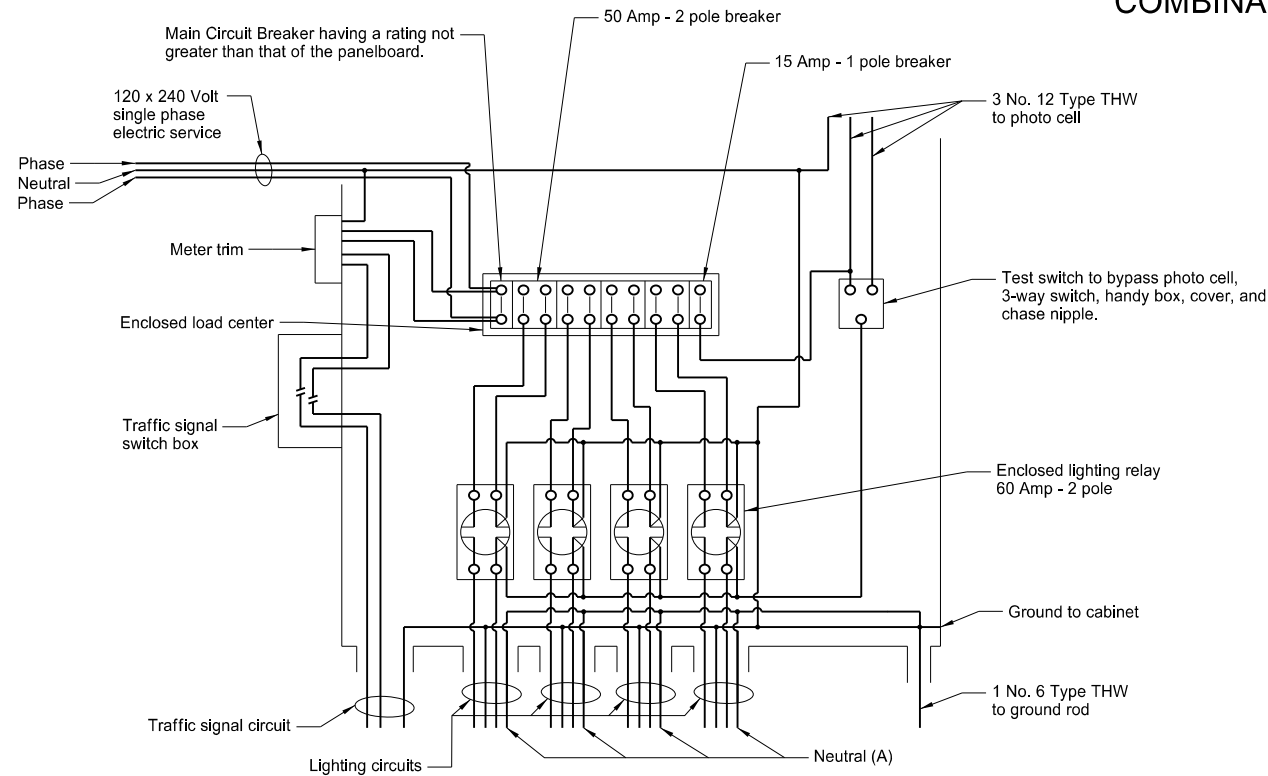 COMBINA
50 Amp - 2 pole breaker
Main Circuit Breaker having a rating not
greater than that of the panelboard.
15 Amp - 1 pole breaker
120 x 240 Volt
single phase
electric service
3 No. 12 Type THW
to photo cell
Phase
Neutral
Phase
Meter trim
Test switch to bypass photo cell,
3-way switch, handy box, cover, and
chase nipple.
Enclosed load center
Traffic signal
switch box
Enclosed lighting relay
60 Amp - 2 pole
Ground to cabinet
1 No. 6 Type THW
to ground rod
Traffic signal circuit
Neutral (A)
Lighting circuits